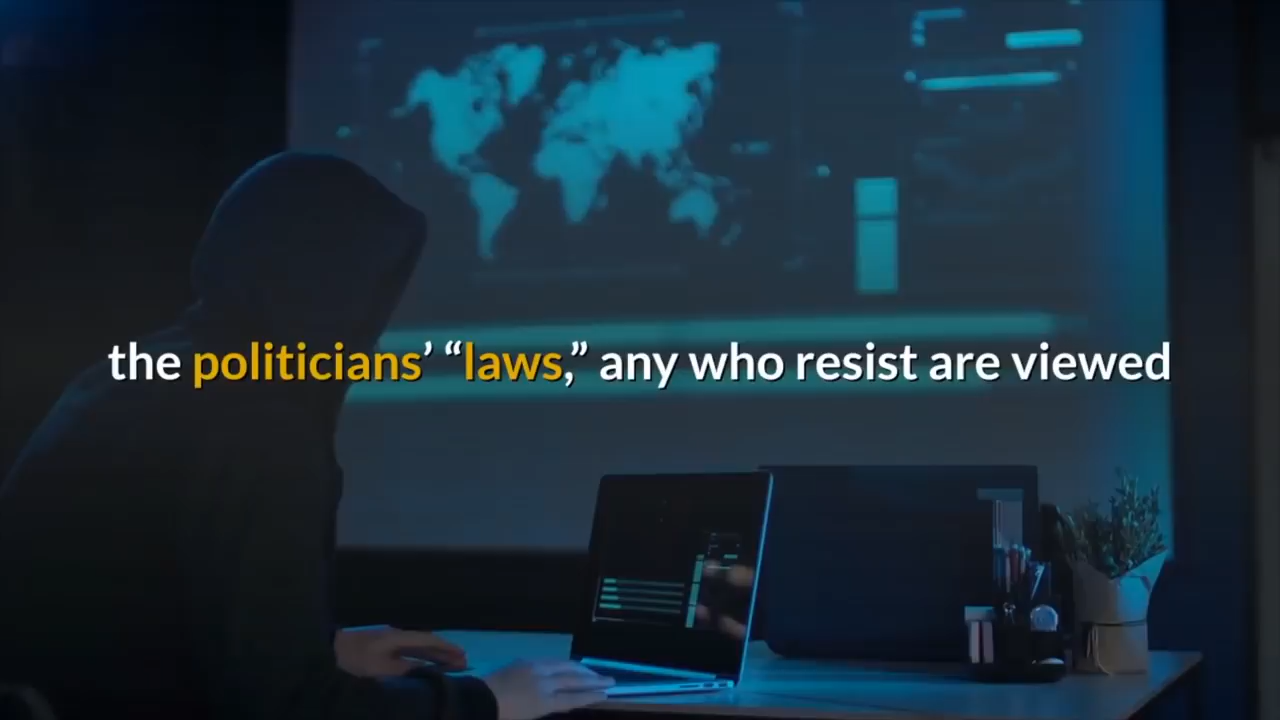 the politicians’ “laws,” any who resist are viewed